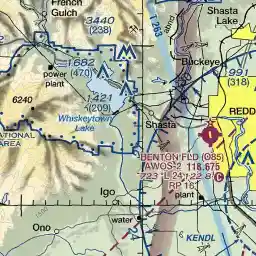 French
Gulch
3440
(238)
Shasta
Lake
263
1682
(470)
power
plant
Buckeye
991
(318)
6240
1421
(209)
REDD
Whiskeytown
Lake
Shasta
NATIONAL
AREA
BENTON FLD (O85)
AWOS-2 118.675
723 *L 24 122.8
C
RP 16
Igo
Ono
water
KENDL